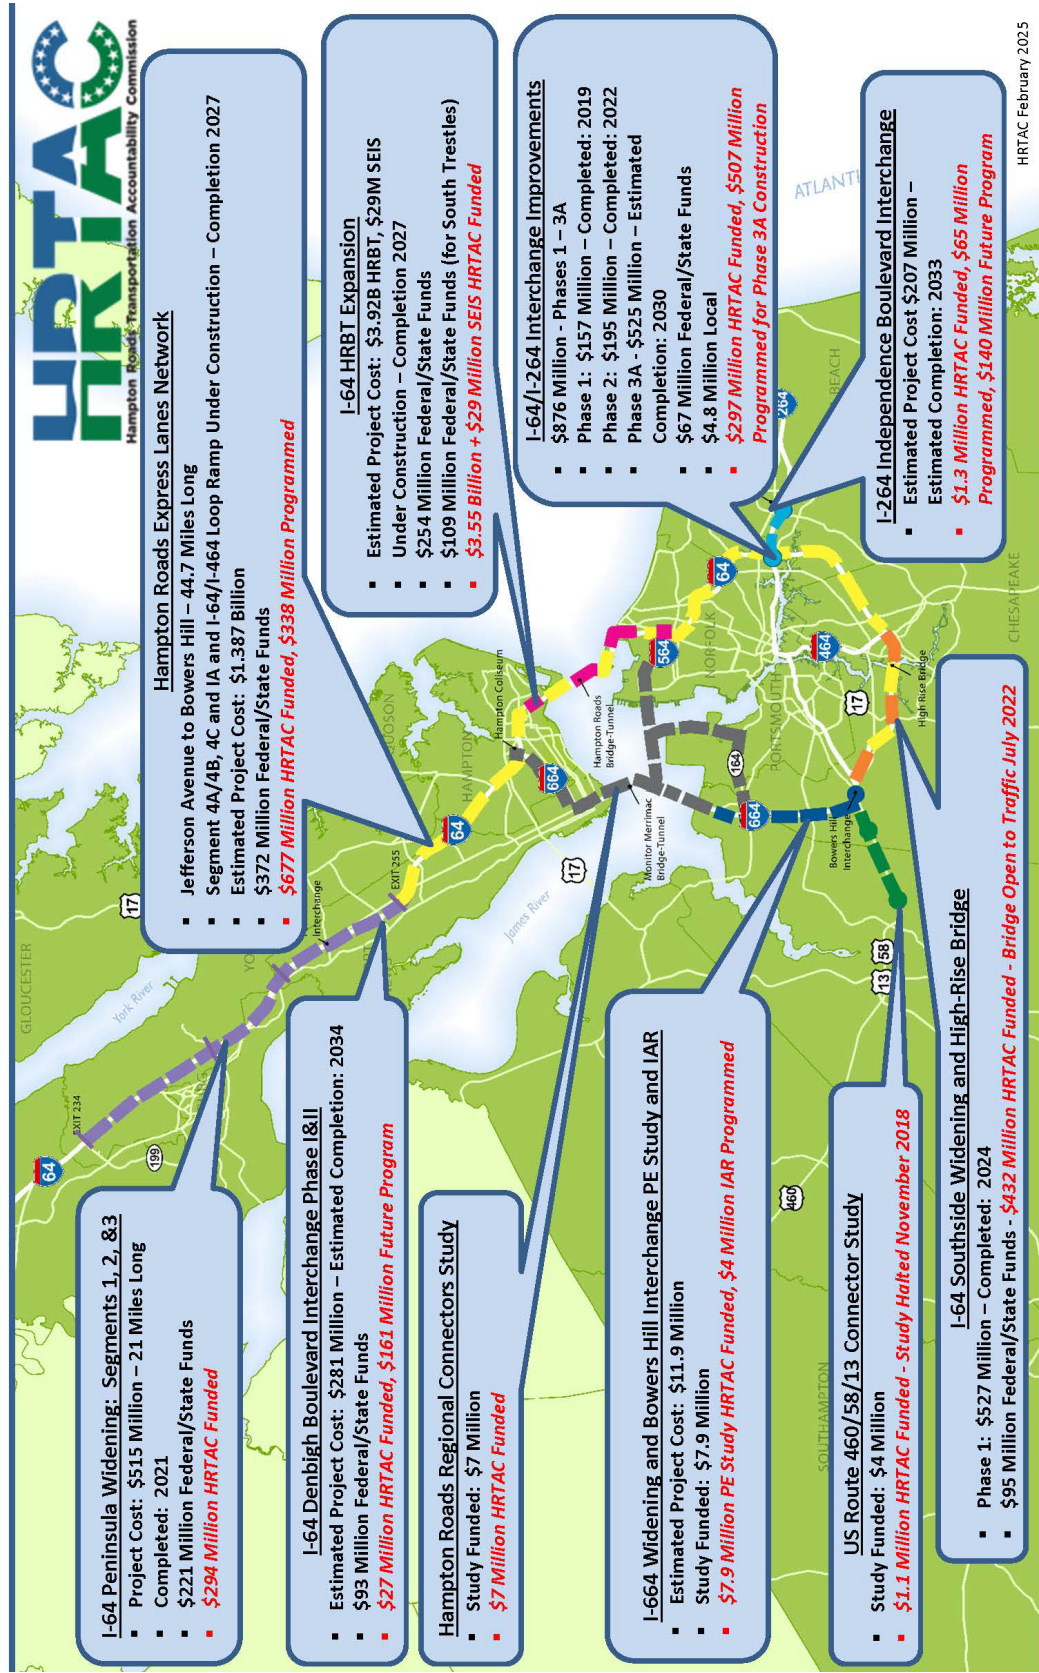 HRTAC
Hampton Roads Transportation Accountability Commission
I-64 Peninsula Widening: Segments 1, 2, &3
▪ Project Cost: $515 Million – 21 Miles Long
▪ Completed: 2021
▪ $221 Million Federal/State Funds
▪ $294 Million HRTAC Funded
I-64 Denbigh Boulevard Interchange Phase I&II
▪ Estimated Project Cost: $281 Million – Estimated Completion: 2034
▪ $93 Million Federal/State Funds
▪ $27 Million HRTAC Funded, $161 Million Future Program
Hampton Roads Regional Connectors Study
▪ Study Funded: $7 Million
▪ $7 Million HRTAC Funded
I-664 Widening and Bowers Hill Interchange PE Study and IAR
▪ Estimated Project Cost: $11.9 Million
▪ Study Funded: $7.9 Million
▪ $7.9 Million PE Study HRTAC Funded, $4 Million IAR Programmed
US Route 460/58/13 Connector Study
▪ Study Funded: $4 Million
▪ $1.1 Million HRTAC Funded - Study Halted November 2018
I-64 Southside Widening and High-Rise Bridge
▪ Phase 1: $527 Million – Completed: 2024
▪ $95 Million Federal/State Funds - $432 Million HRTAC Funded - Bridge Open to Traffic July 2022
Hampton Roads Express Lanes Network
▪ Jefferson Avenue to Bowers Hill – 44.7 Miles Long
▪ Segment 4A/4B, 4C and IA and I-64/I-464 Loop Ramp Under Construction – Completion 2027
▪ Estimated Project Cost: $1.387 Billion
▪ $372 Million Federal/State Funds
▪ $677 Million HRTAC Funded, $338 Million Programmed
I-64 HRBT Expansion
▪ Estimated Project Cost: $3.92B HRBT, $29M SEIS
▪ Under Construction – Completion 2027
▪ $254 Million Federal/State Funds
▪ $109 Million Federal/State Funds (for South Trestles)
▪ $3.55 Billion + $29 Million SEIS HRTAC Funded
I-64/I-264 Interchange Improvements
▪ $876 Million - Phases 1 – 3A
▪ Phase 1: $157 Million – Completed: 2019
▪ Phase 2: $195 Million – Completed: 2022
▪ Phase 3A - $525 Million – Estimated
Completion: 2030
▪ $67 Million Federal/State Funds
▪ $4.8 Million Local
▪ $297 Million HRTAC Funded, $507 Million
Programmed for Phase 3A Construction
I-264 Independence Boulevard Interchange
▪ Estimated Project Cost $207 Million –
Estimated Completion: 2033
▪ $1.3 Million HRTAC Funded, $65 Million
Programmed, $140 Million Future Program
HRTAC February 2025
GLOUCESTER
York River
17
64
EXIT 234
199
Interchange
EXIT 255
64
HAMPTON
Hampton Coliseum
664
17
James River
Hampton Roads
Bridge-Tunnel
Monitor Merrimac
Bridge-Tunnel
564
64
NORFOLK
164
PORTSMOUTH
664
Bowers Hill
Interchange
464
17
High Rise Bridge
264
BEACH
CHESAPEAKE
13
58
460
SOUTHAMPTON